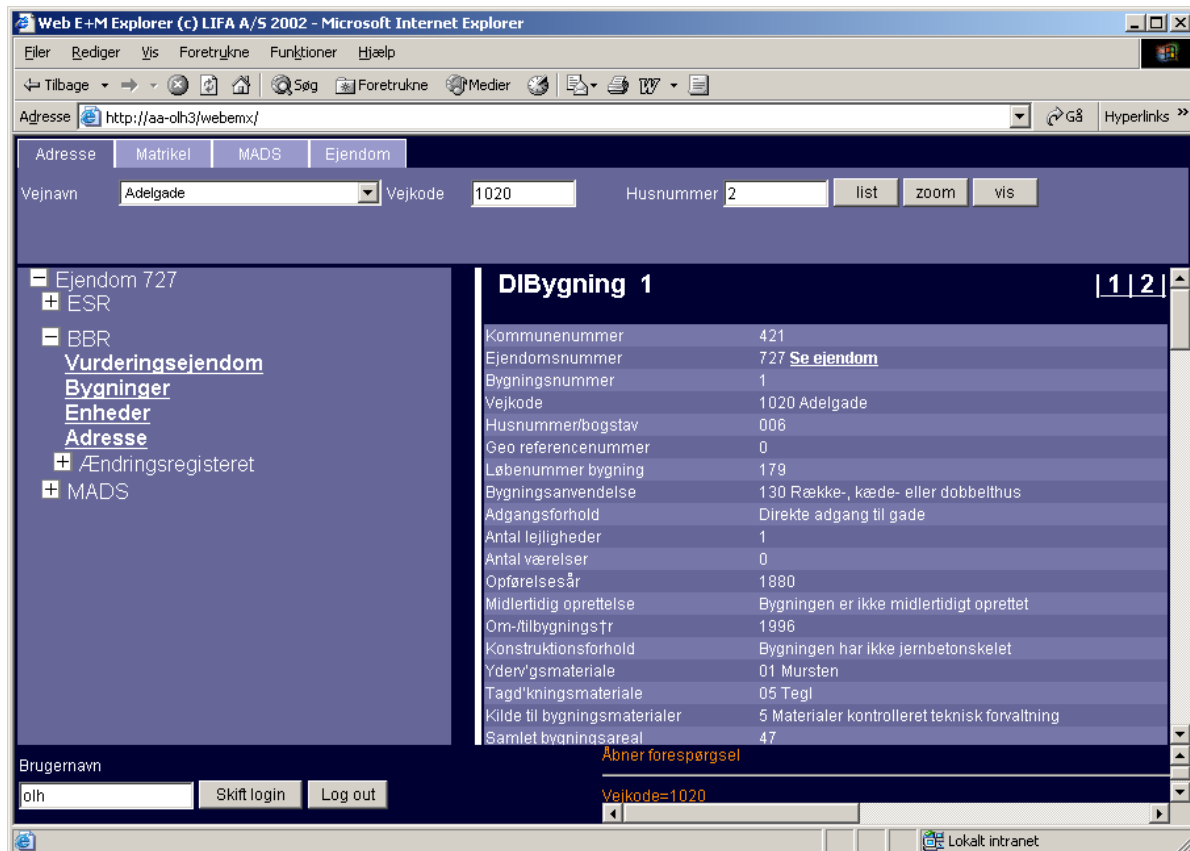 Web E+M Explorer (c) LIFA A/S 2002 - Microsoft Internet Explorer
Filer Rediger Vis Foretrukne Funktioner Hjælp
Tilbage Søg Foretrukne Medier
Adresse http://aa-olh3/webemx/ Gå Hyperlinks »
Adresse Matrikel MADS Ejendom
Vejnavn Adelgade Vejkode 1020 Husnummer 2 list zoom vis
Ejendom 727
ESR
BBR
Vurderingsejendom
Bygninger
Enheder
Adresse
Ændringsregisteret
MADS
DIBygning 1 | 1 | 2 |
Kommunenummer 421
Ejendomsnummer 727 Se ejendom
Bygningsnummer 1
Vejkode 1020 Adelgade
Husnummer/bogstav 006
Geo referencenummer 0
Løbenummer bygning 179
Bygningsanvendelse 130 Række-, kæde- eller dobbelthus
Adgangsforhold Direkte adgang til gade
Antal lejligheder 1
Antal værelser 0
Opførelsesår 1880
Midlertidig oprettelse Bygningen er ikke midlertidigt oprettet
Om-/tilbygnings†r 1996
Konstruktionsforhold Bygningen har ikke jernbetonskelet
Yderv'gsmateriale 01 Mursten
Tagd'kningsmateriale 05 Tegl
Kilde til bygningsmaterialer 5 Materialer kontrolleret teknisk forvaltning
Samlet bygningsareal 47
Brugernavn
olh Skift login Log out
Åbner forespørgsel
Vejkode=1020
Lokalt intranet